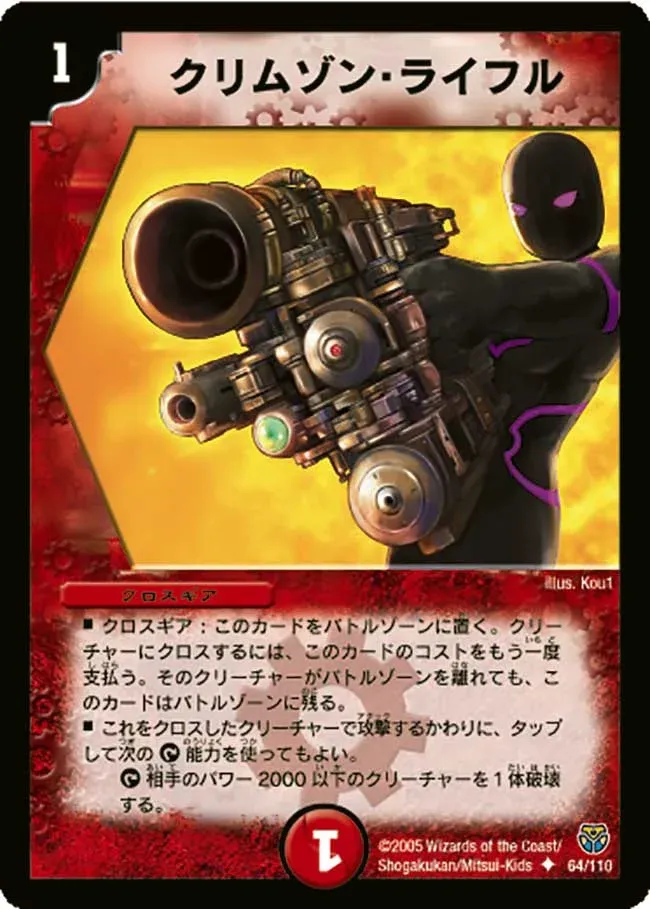 1
クリムゾン・ライフル
illus. Kou1
クロスギア
■ クロスギア：このカードをバトルゾーンに置く。クリー
チャーにクロスするには、このカードのコストをもう一度
支払う。そのクリーチャーがバトルゾーンを離れても、こ
のカードはバトルゾーンに残る。
■ これをクロスしたクリーチャーで攻撃するかわりに、タップ
して次の 能力を使ってもよい。
相手のパワー 2000 以下のクリーチャーを 1 体破壊
する。
1
©2005 Wizards of the Coast/
Shogakukan/Mitsui-Kids 64/110